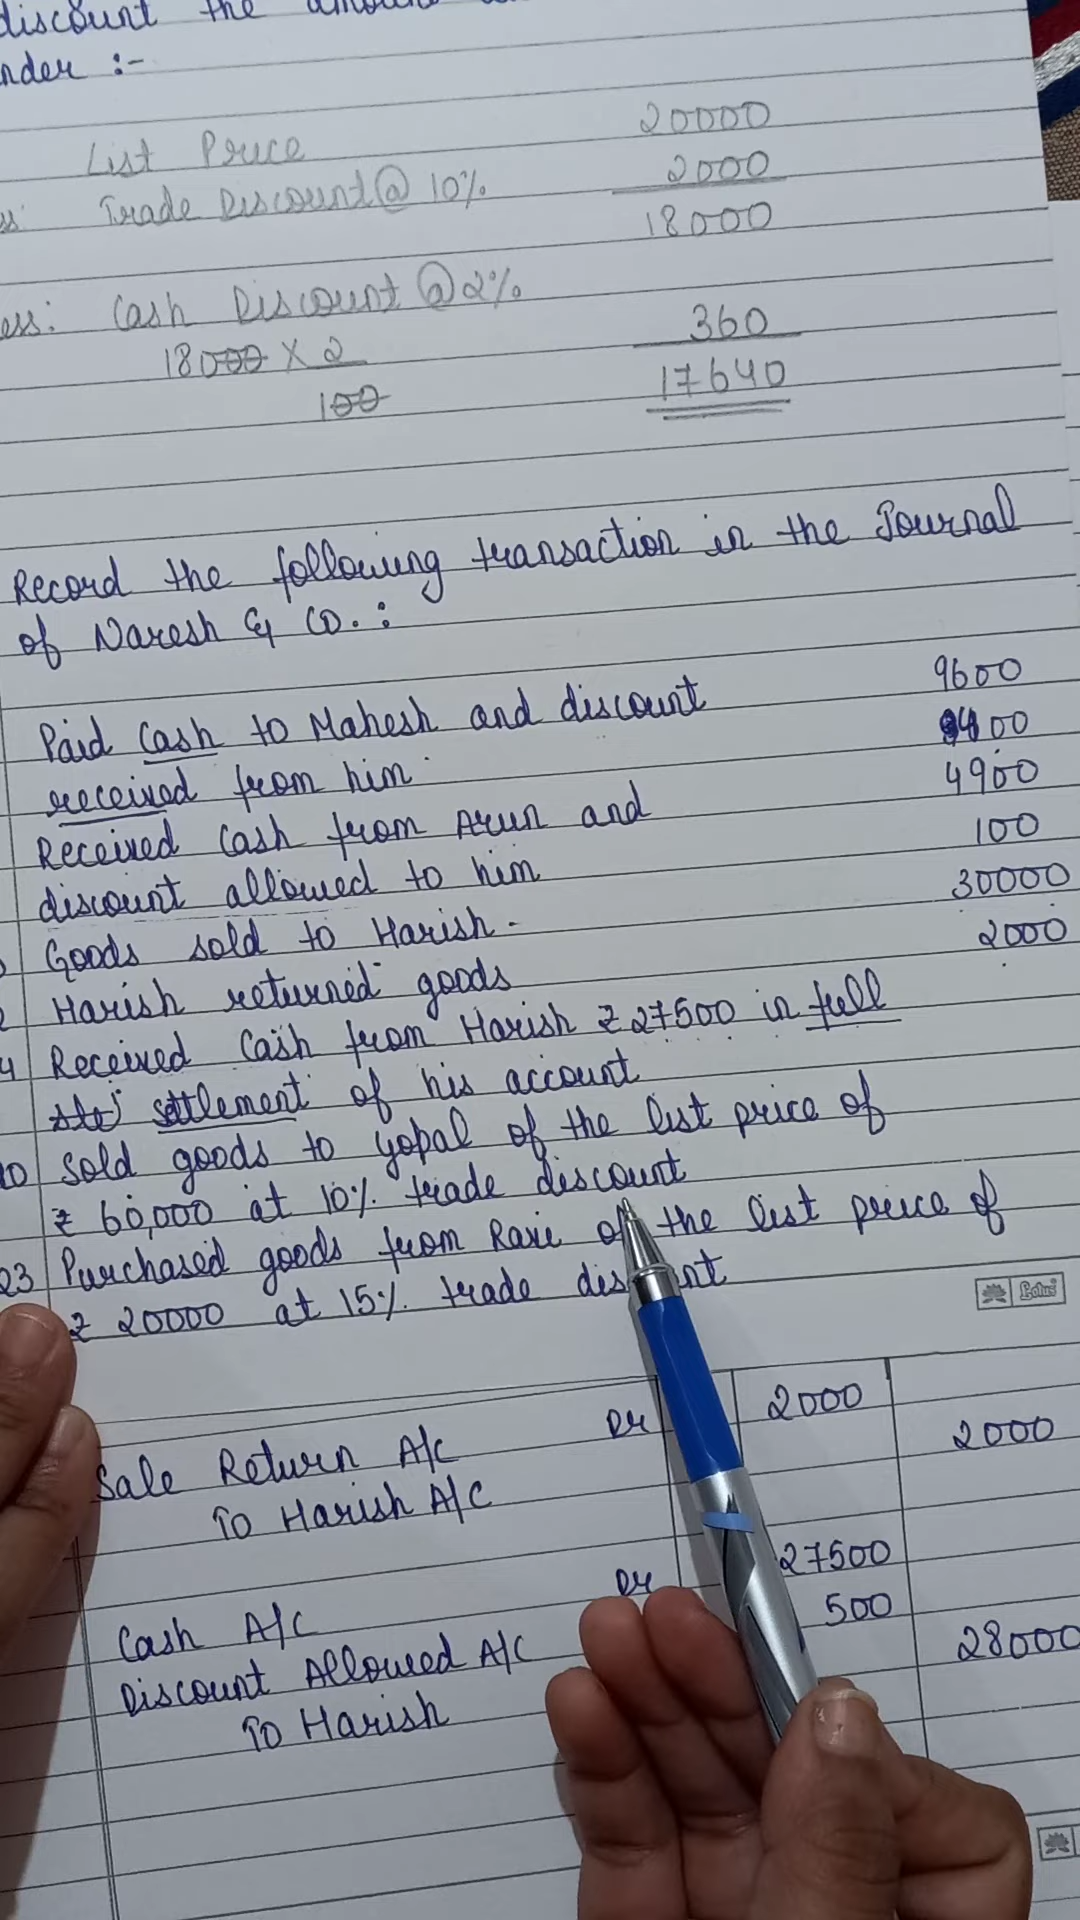 discount the amount
nder :-
List Price 20000
Trade Discount @ 10% 2000
18000
ess: Cash Discount @2%
18000 X 2 360
100 17640
Record the following transaction in the Journal
of Naresh & Co. :
Paid Cash to Mahesh and discount 9600
received from him. 400
Received Cash from Arun and 4900
discount allowed to him 100
Goods sold to Harish. 30000
Harish returned goods 2000
4 Received Cash from Harish ₹ 27500 in full
settlement of his account
10 Sold goods to Gopal of the list price of
₹ 60,000 at 10% trade discount
23 Purchased goods from Ravi of the list price of
₹ 20000 at 15% trade
Lotus
Sale Return A/c Dr 2000
To Harish A/C 2000
Cash A/C Dr 27500
Discount Allowed A/C 500
To Harish 28000